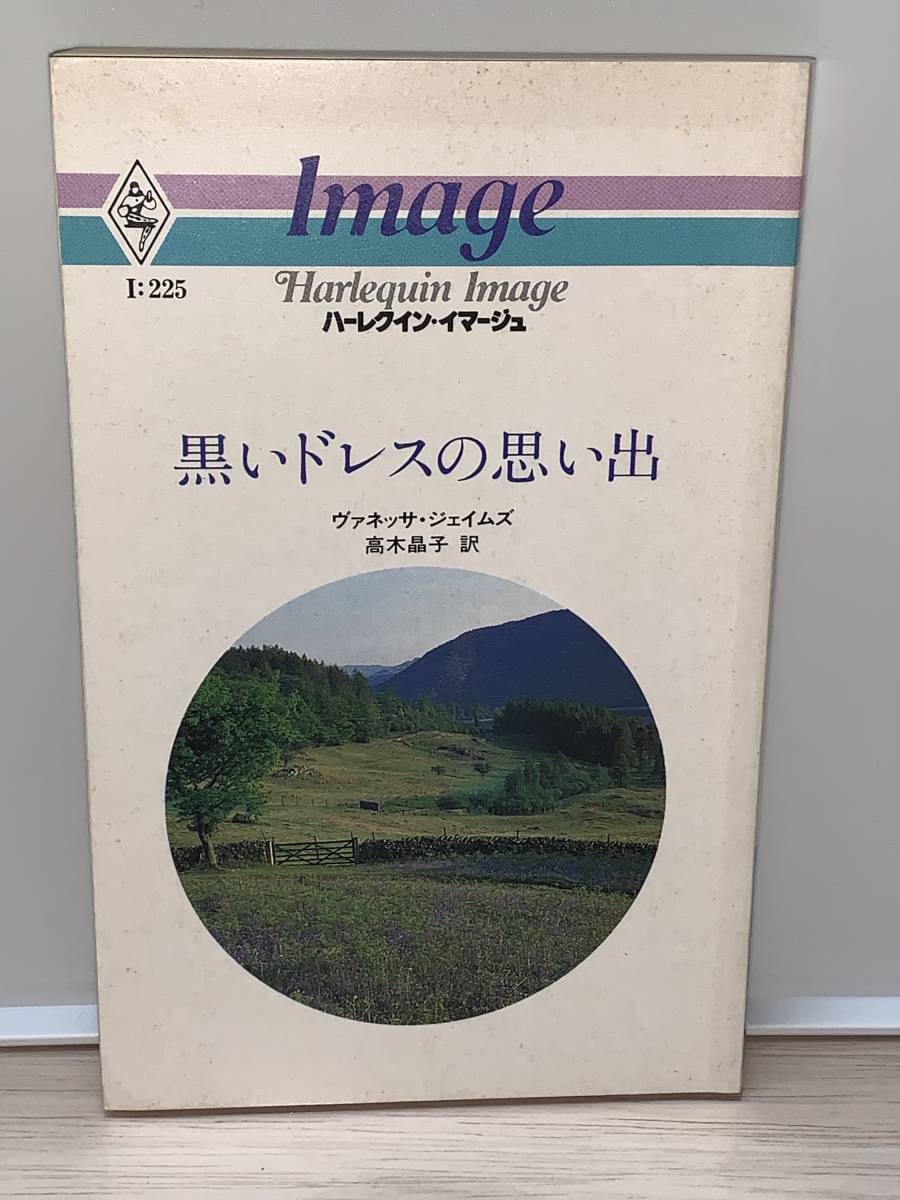 Image
I: 225
Harlequin Image
ハーレクイン・イマージュ
黒いドレスの思い出
ヴァネッサ・ジェイムズ
高木晶子 訳